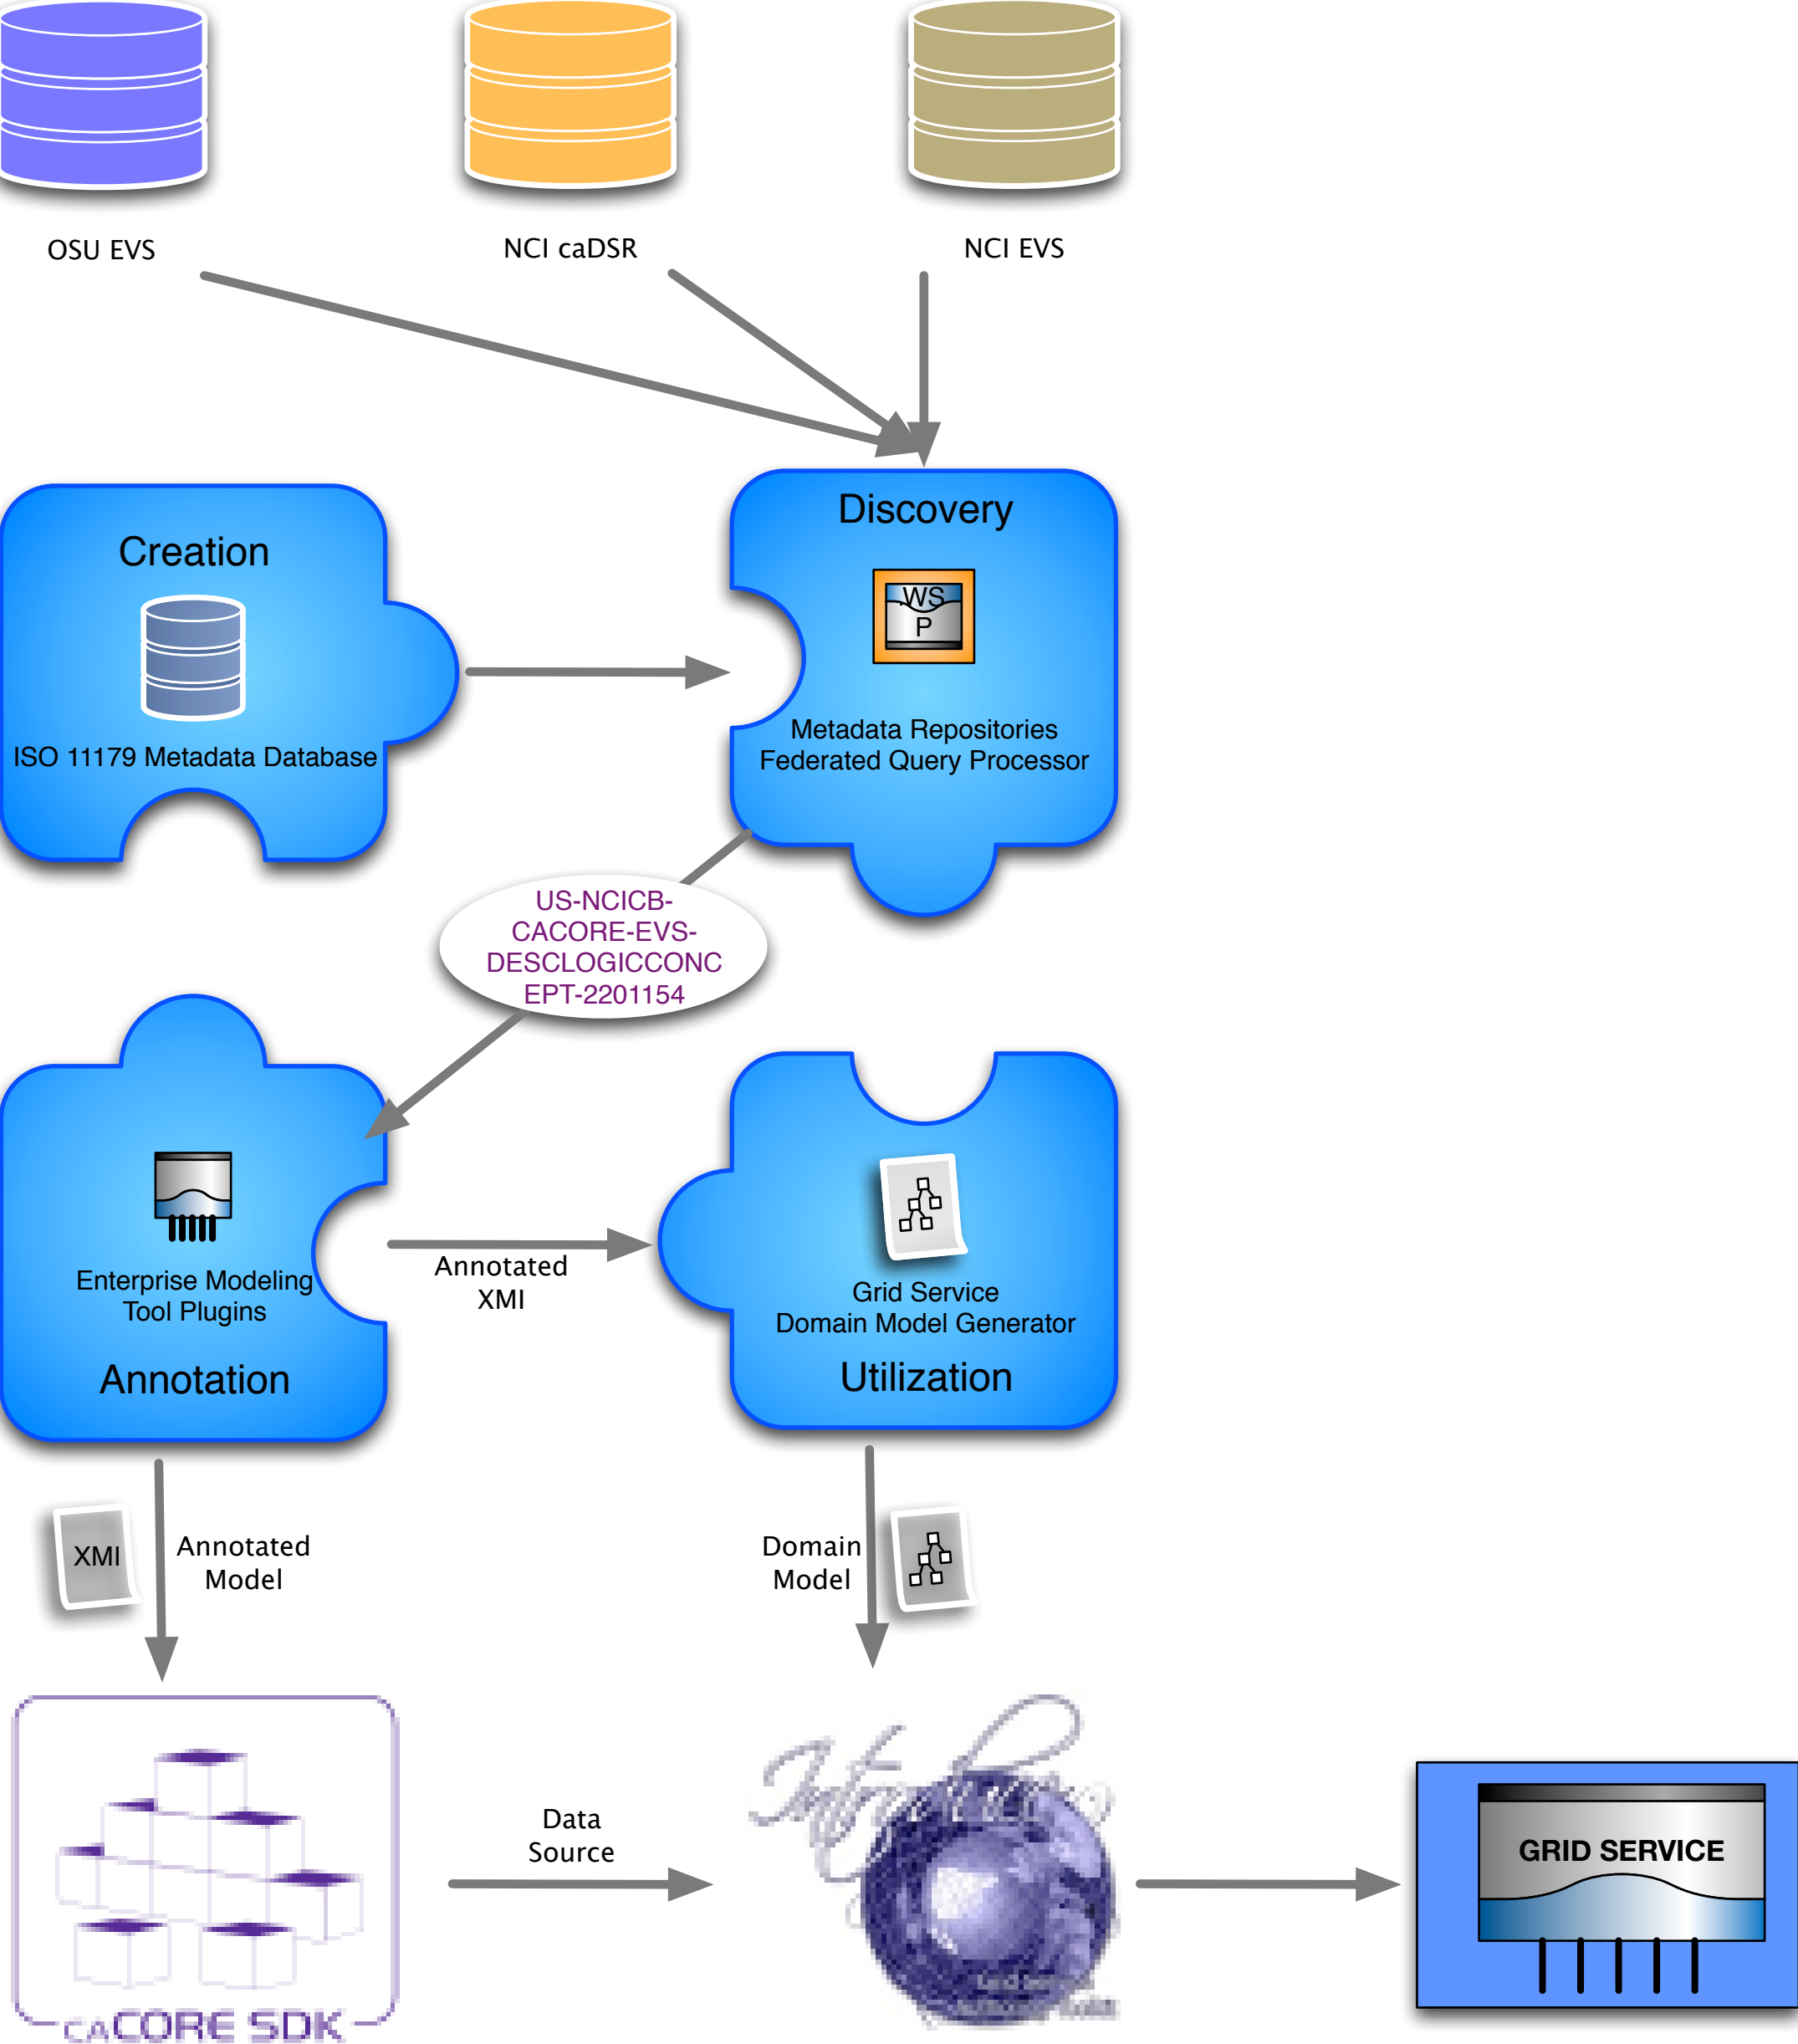 OSU EVS
NCI caDSR
NCI EVS
Creation
ISO 11179 Metadata Database
Discovery
WS
P
Metadata Repositories
Federated Query Processor
US-NCICB-
CACORE-EVS-
DESCLOGICCONC
EPT-2201154
Enterprise Modeling
Tool Plugins
Annotation
Annotated
XMI
Grid Service
Domain Model Generator
Utilization
XMI
Annotated
Model
Domain
Model
Data
Source
GRID SERVICE
caCORE SDK